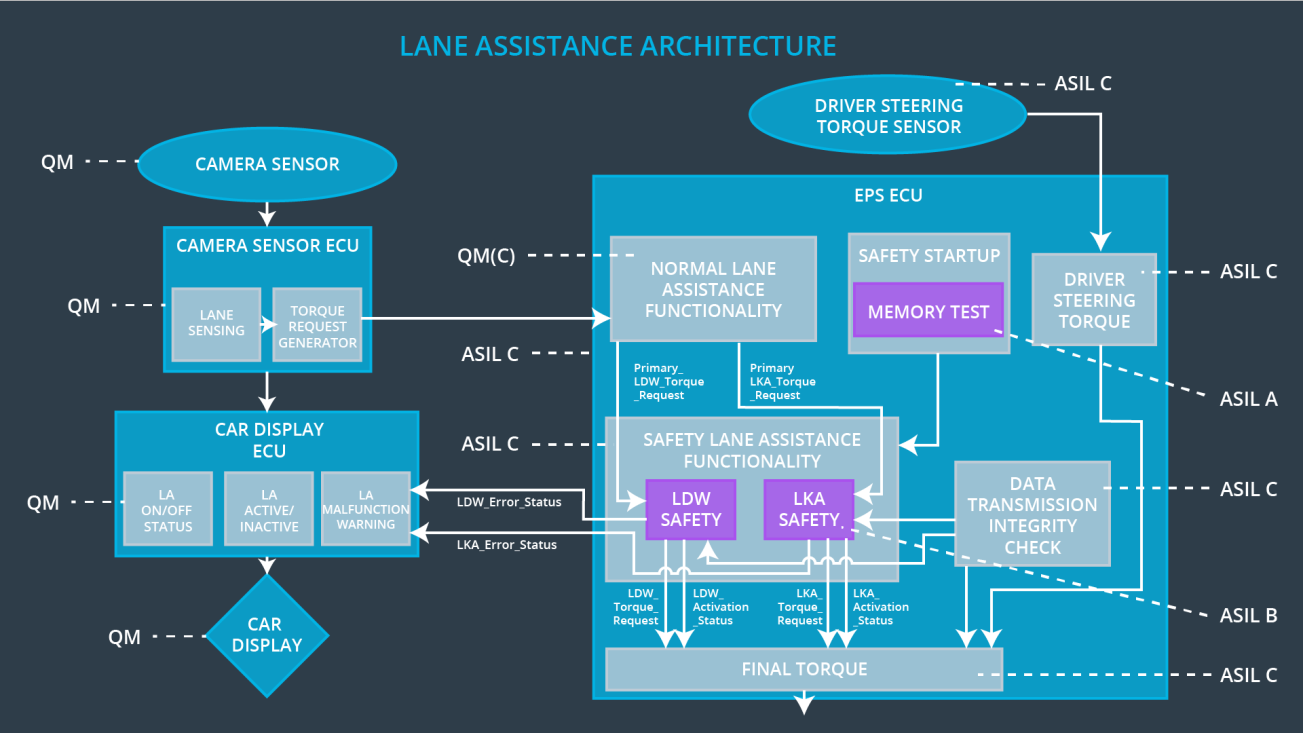 LANE ASSISTANCE ARCHITECTURE
ASIL C
DRIVER STEERING
TORQUE SENSOR
QM
CAMERA SENSOR
EPS ECU
CAMERA SENSOR ECU
QM
LANE
SENSING
TORQUE
REQUEST
GENERATOR
QM(C)
NORMAL LANE
ASSISTANCE
FUNCTIONALITY
SAFETY STARTUP
MEMORY TEST
DRIVER
STEERING
TORQUE
ASIL C
ASIL C
Primary_
LDW_Torque
_Request
Primary
LKA_Torque
_Request
ASIL A
CAR DISPLAY
ECU
QM
LA
ON/OFF
STATUS
LA
ACTIVE/
INACTIVE
LA
MALFUNCTION
WARNING
ASIL C
SAFETY LANE ASSISTANCE
FUNCTIONALITY
LDW
SAFETY
LKA
SAFETY
DATA
TRANSMISSION
INTEGRITY
CHECK
ASIL C
LDW_Error_Status
LKA_Error_Status
LDW_
Torque_
Request
LDW_
Activation
_Status
LKA_
Torque_
Request
LKA_
Activation
_Status
ASIL B
QM
CAR
DISPLAY
FINAL TORQUE
ASIL C